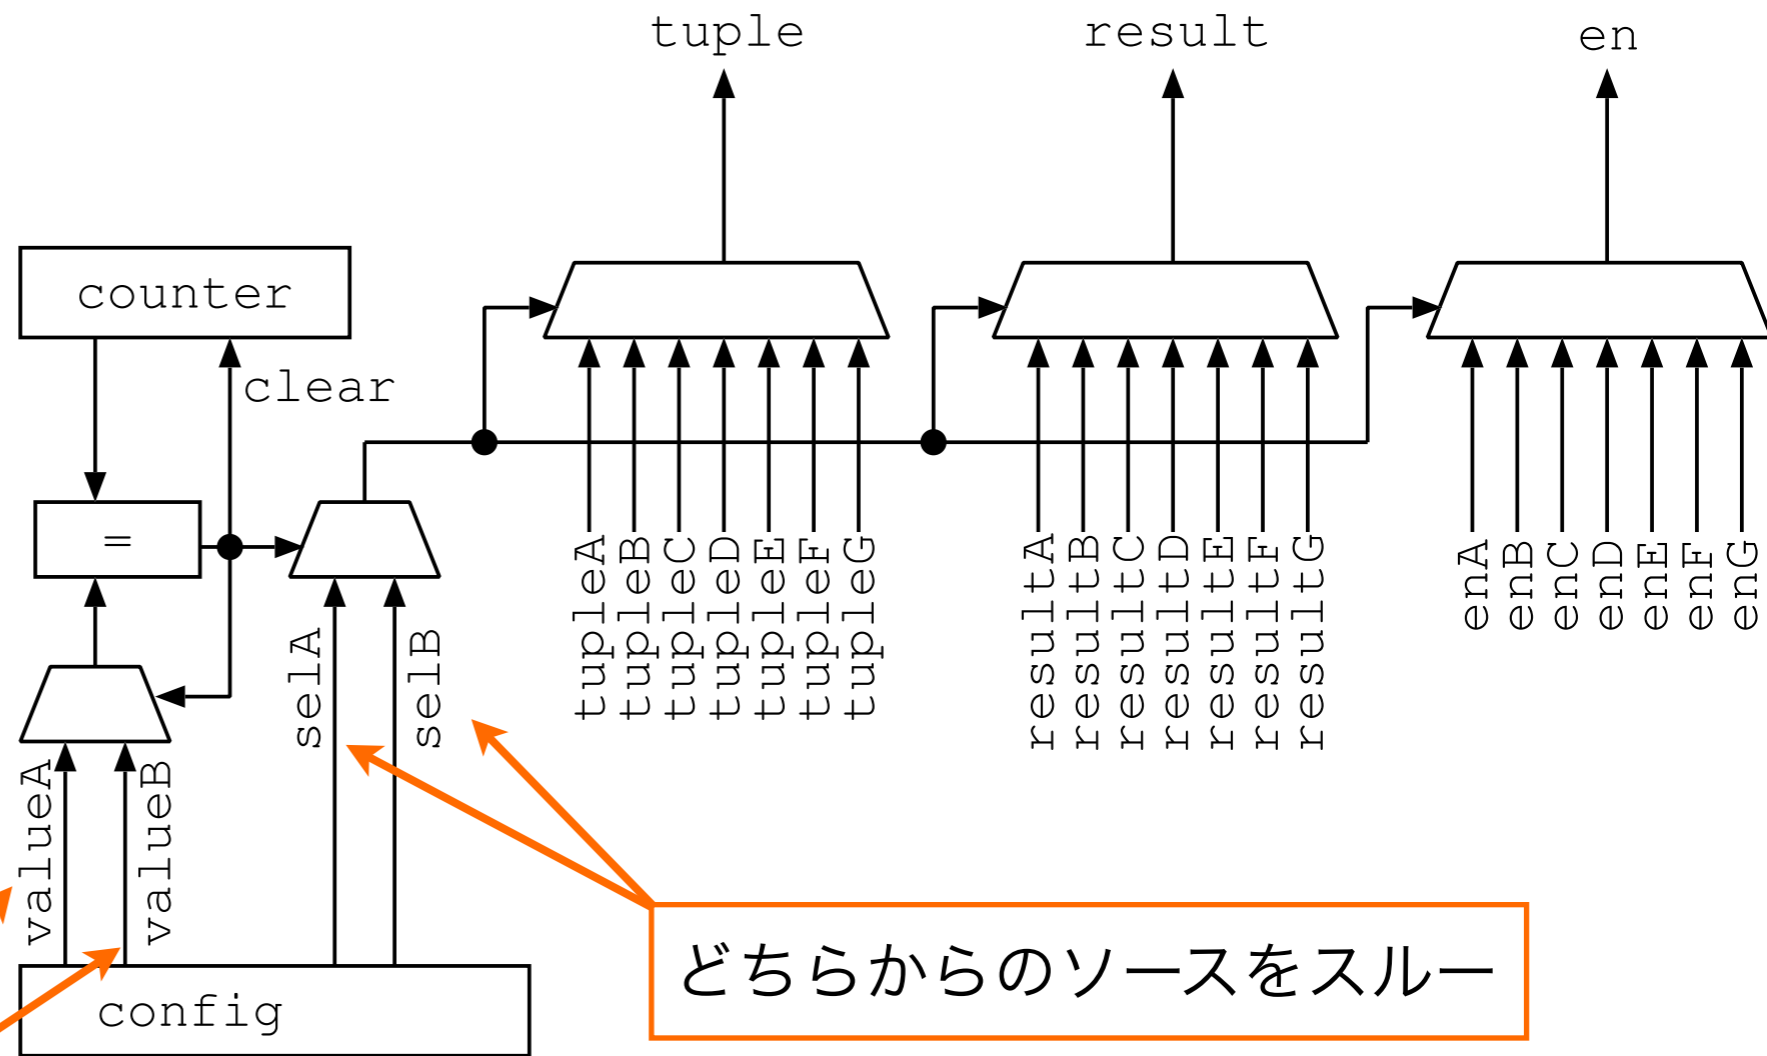 tuple
result
en
counter
clear
=
selA
selB
tupleA
tupleB
tupleC
tupleD
tupleE
tupleF
tupleG
resultA
resultB
resultC
resultD
resultE
resultF
resultG
enA
enB
enC
enD
enE
enF
enG
valueA
valueB
どちらからのソースをスルー
config